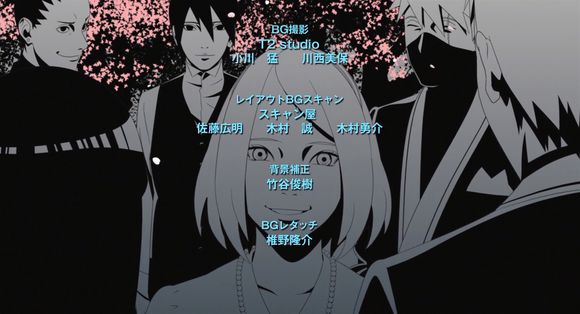 BG撮影
T2 studio
小川　猛　　川西美保
レイアウトBGスキャン
スキャン屋
佐藤広明　　木村　誠　　木村勇介
背景補正
竹谷俊樹
BGレタッチ
椎野隆介